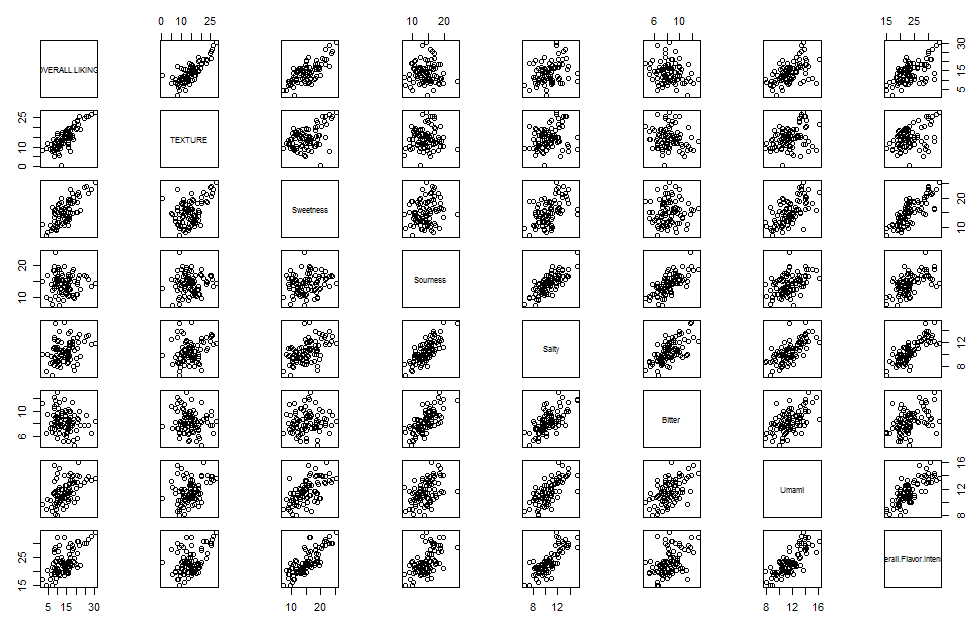 0 10 25
10 20
6 10
15 25
OVERALL.LIKING
5 15 30
0 10 25
TEXTURE
Sweetness
10 20
10 20
Sourness
Salty
8 12
6 10
Bitter
Umami
8 12 16
15 25
erall.Flavor.Inten
5 15 30
10 20
8 12
8 12 16